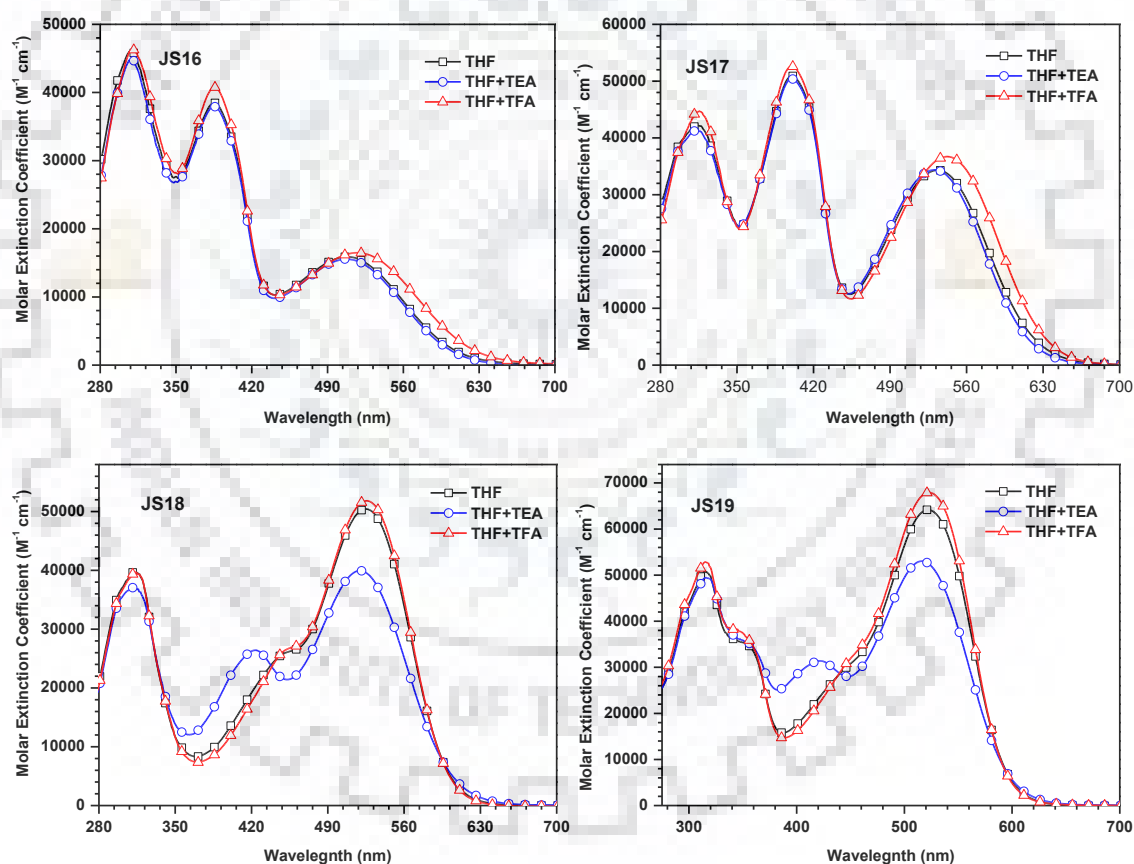 50000
40000
30000
20000
10000
0
Molar Extinction Coefficient (M⁻¹ cm⁻¹)
JS16
THF
THF+TEA
THF+TFA
280 350 420 490 560 630 700
Wavelength (nm)
60000
50000
40000
30000
20000
10000
0
Molar Extinction Coefficient (M⁻¹ cm⁻¹)
JS17
THF
THF+TEA
THF+TFA
280 350 420 490 560 630 700
Wavelength (nm)
50000
40000
30000
20000
10000
0
Molar Extinction Coefficient (M⁻¹ cm⁻¹)
JS18
THF
THF+TEA
THF+TFA
280 350 420 490 560 630 700
Wavelegnth (nm)
70000
60000
50000
40000
30000
20000
10000
0
Molar Extinction Coefficient (M⁻¹ cm⁻¹)
JS19
THF
THF+TEA
THF+TFA
300 400 500 600 700
Wavelegnth (nm)